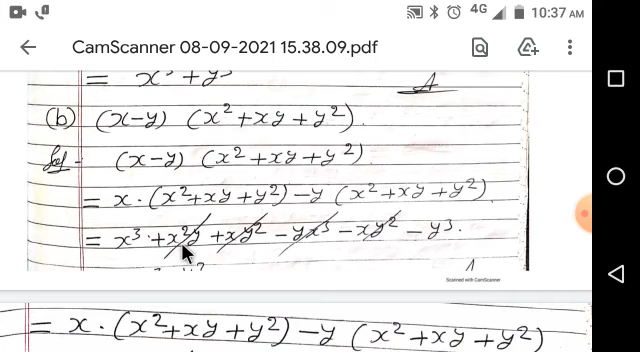 4G 10:37 AM
CamScanner 08-09-2021 15.38.09.pdf
= x³ + y³
(b) (x-y) (x²+xy+y²).
Sol- (x-y) (x²+xy+y²)
= x.(x²+xy+y²)-y (x²+xy+y²)
= x³ +x²y +xy² -yx³ -xy² - y³.
Scanned with CamScanner
= x.(x²+xy+y²)-y (x²+xy+y²)